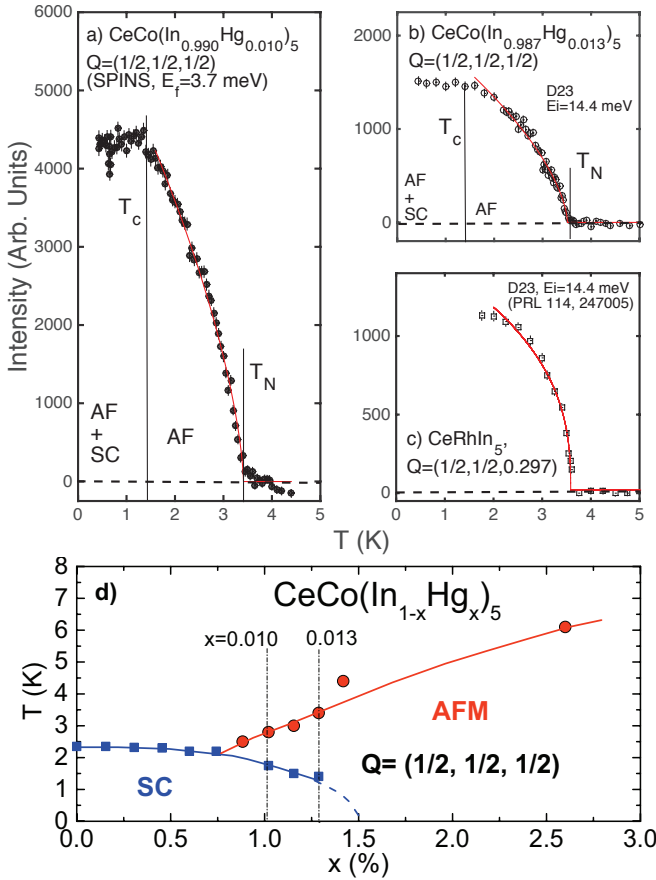 a) CeCo(In0.990Hg0.010)5
Q=(1/2,1/2,1/2)
(SPINS, Ef=3.7 meV)
6000
5000
4000
3000
2000
1000
0
Intensity (Arb. Units)
Tc
TN
AF
+
SC
AF
0 1 2 3 4 5
b) CeCo(In0.987Hg0.013)5
Q=(1/2,1/2,1/2)
D23
Ei=14.4 meV
2000
1000
0
Tc
TN
AF
+
SC
AF
0 1 2 3 4 5
D23, Ei=14.4 meV
(PRL 114, 247005)
1000
500
0
c) CeRhIn5,
Q=(1/2,1/2,0.297)
0 1 2 3 4 5
T (K)
d)
CeCo(In1-xHgx)5
x=0.010
0.013
8
7
6
5
4
3
2
1
0
T (K)
AFM
SC
Q= (1/2, 1/2, 1/2)
0.0 0.5 1.0 1.5 2.0 2.5 3.0
x (%)